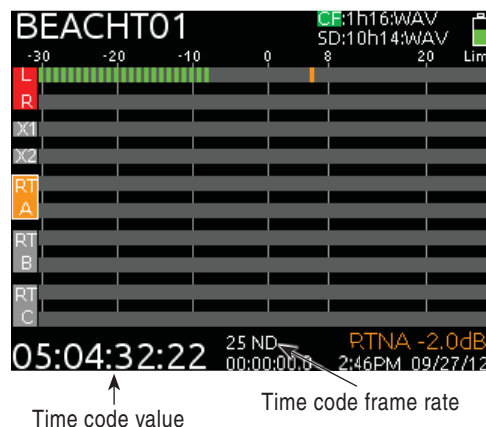 BEACHT01
CF:1h16:WAV
SD:10h14:WAV
-30 -20 -10 0 8 20 Lim
L
R
X1
X2
RT
A
RT
B
RT
C
05:04:32:22
25 ND
00:00:00.0
RTNA -2.0dB
2:46PM 09/27/12
Time code value
Time code frame rate